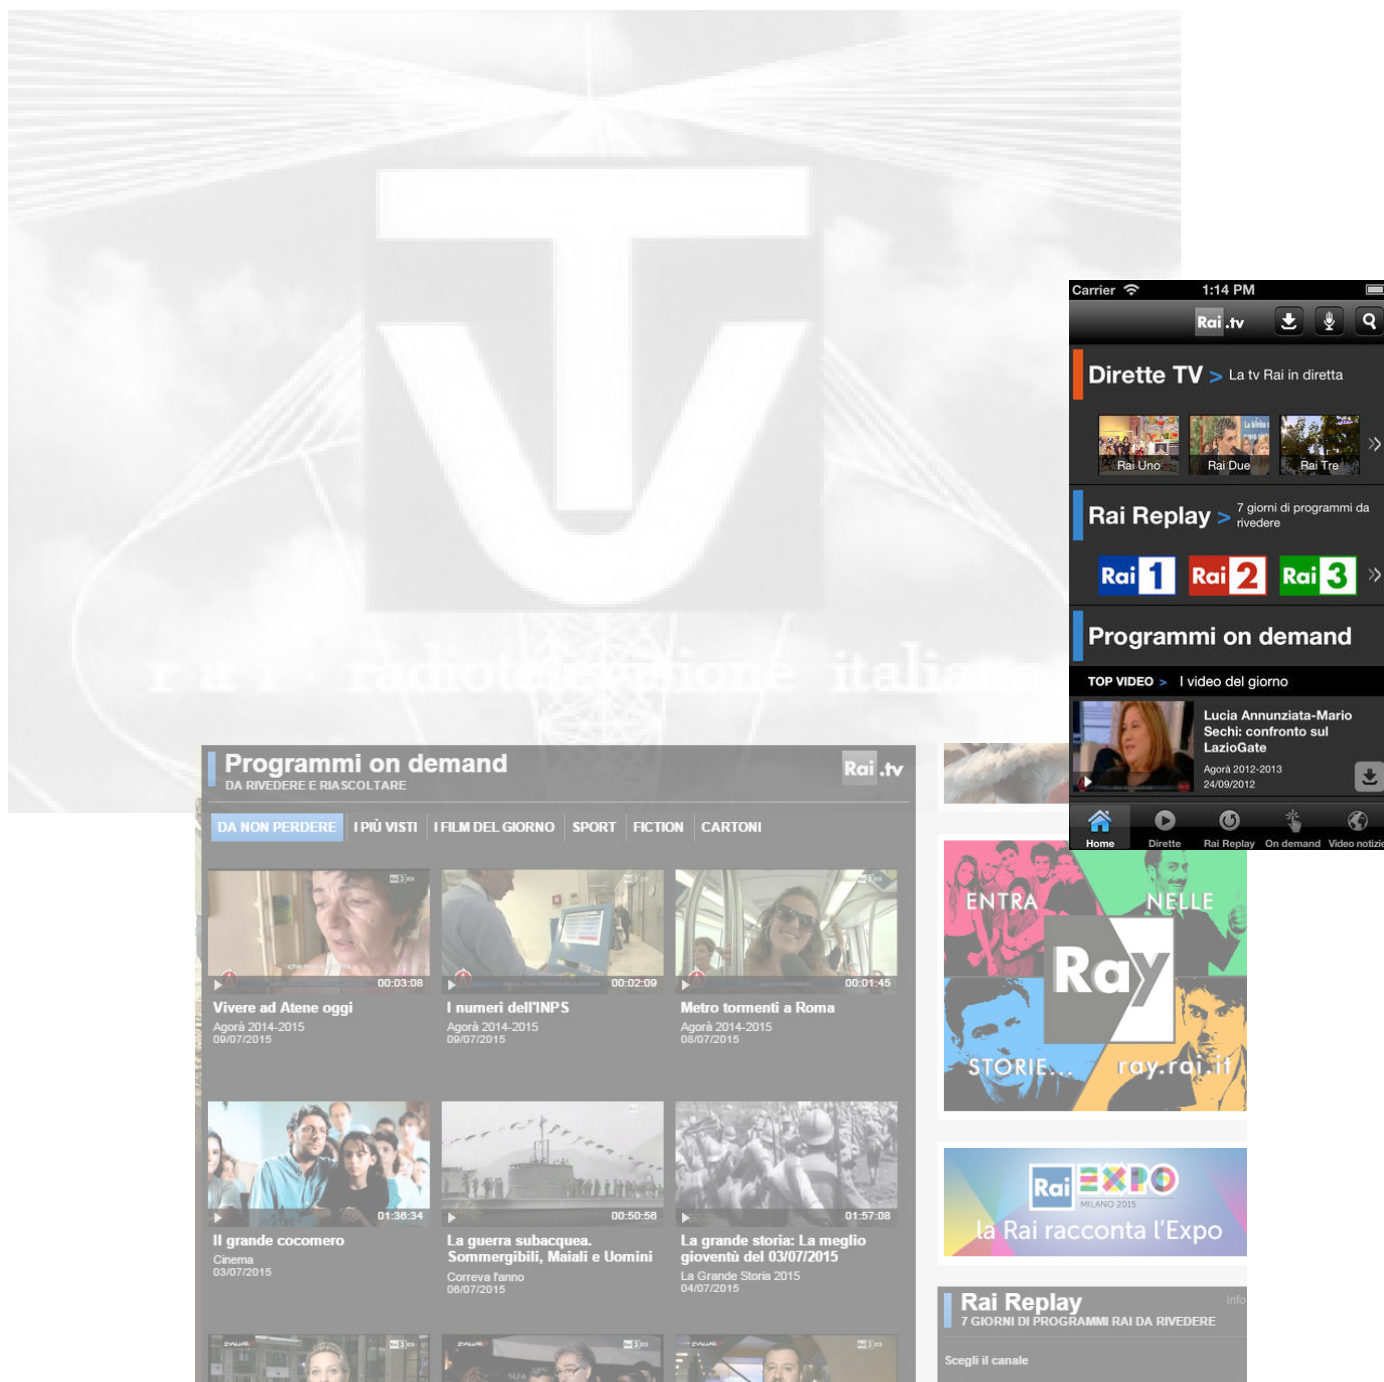 TV
rai - radiotelevisione italiana
Carrier 1:14 PM
Rai .tv
Dirette TV > La tv Rai in diretta
Rai Uno Rai Due Rai Tre
Rai Replay > 7 giorni di programmi da
rivedere
Rai 1 Rai 2 Rai 3
Programmi on demand
TOP VIDEO > I video del giorno
Lucia Annunziata-Mario
Sechi: confronto sul
LazioGate
Agorà 2012-2013
24/09/2012
Home Dirette Rai Replay On demand Video notizie
Programmi on demand
DA RIVEDERE E RIASCOLTARE
Rai .tv
DA NON PERDERE I PIÙ VISTI I FILM DEL GIORNO SPORT FICTION CARTONI
00:03:08 00:02:09 00:01:45
Vivere ad Atene oggi
Agorà 2014-2015
09/07/2015
I numeri dell'INPS
Agorà 2014-2015
09/07/2015
Metro tormenti a Roma
Agorà 2014-2015
08/07/2015
01:36:34 00:50:56 01:57:08
Il grande cocomero
Cinema
03/07/2015
La guerra subacquea.
Sommergibili, Maiali e Uomini
Correva l'anno
06/07/2015
La grande storia: La meglio
gioventù del 03/07/2015
La Grande Storia 2015
04/07/2015
ENTRA NELLE
Ray
STORIE... ray.rai.it
Rai EXPO
MILANO 2015
la Rai racconta l'Expo
Rai Replay
Info
7 GIORNI DI PROGRAMMI RAI DA RIVEDERE
Scegli il canale